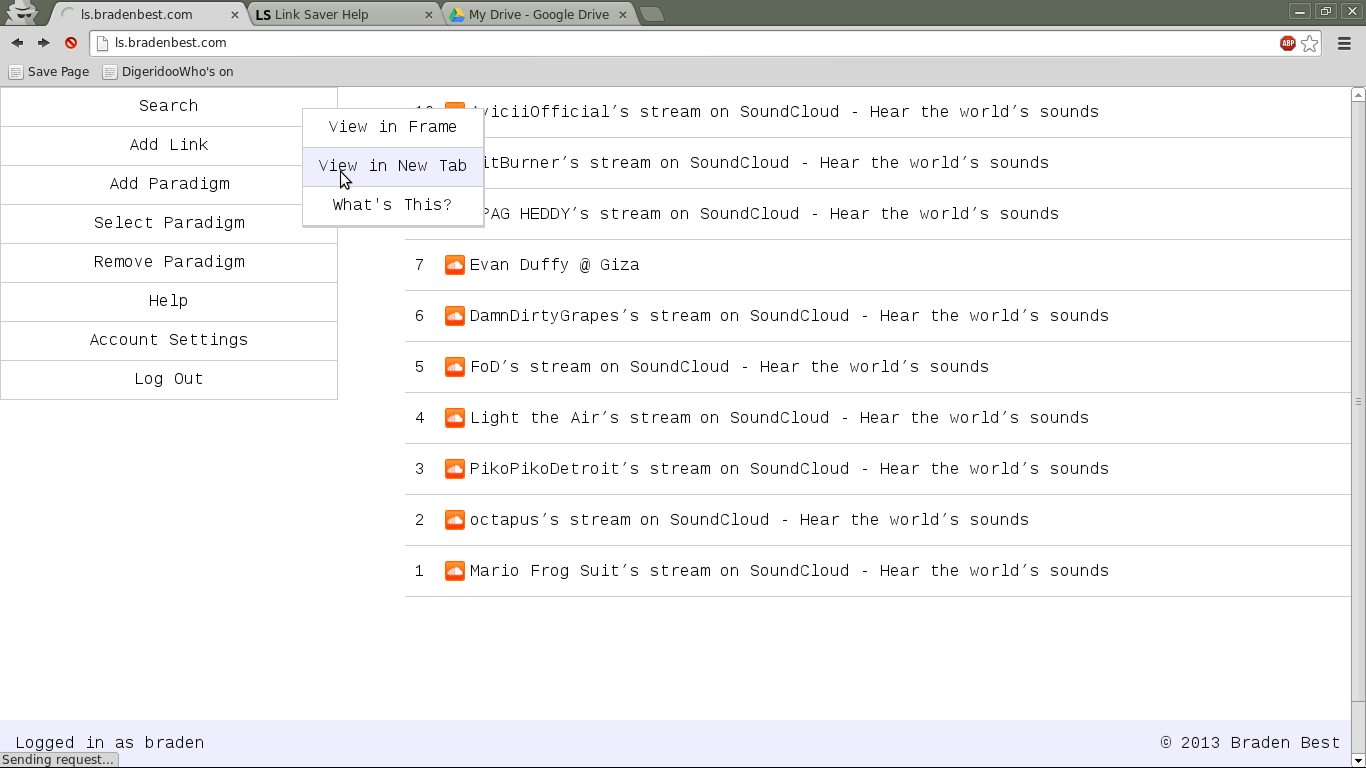 ls.bradenbest.com
LS Link Saver Help
My Drive - Google Drive
ls.bradenbest.com
ABP
Save Page
DigeridooWho's on
Search
Add Link
Add Paradigm
Select Paradigm
Remove Paradigm
Help
Account Settings
Log Out
View in Frame
View in New Tab
What's This?
viciiOfficial’s stream on SoundCloud - Hear the world’s sounds
itBurner’s stream on SoundCloud - Hear the world’s sounds
PAG HEDDY’s stream on SoundCloud - Hear the world’s sounds
7 Evan Duffy @ Giza
6 DamnDirtyGrapes’s stream on SoundCloud - Hear the world’s sounds
5 FoD’s stream on SoundCloud - Hear the world’s sounds
4 Light the Air’s stream on SoundCloud - Hear the world’s sounds
3 PikoPikoDetroit’s stream on SoundCloud - Hear the world’s sounds
2 octapus’s stream on SoundCloud - Hear the world’s sounds
1 Mario Frog Suit’s stream on SoundCloud - Hear the world’s sounds
Logged in as braden
© 2013 Braden Best
Sending request...